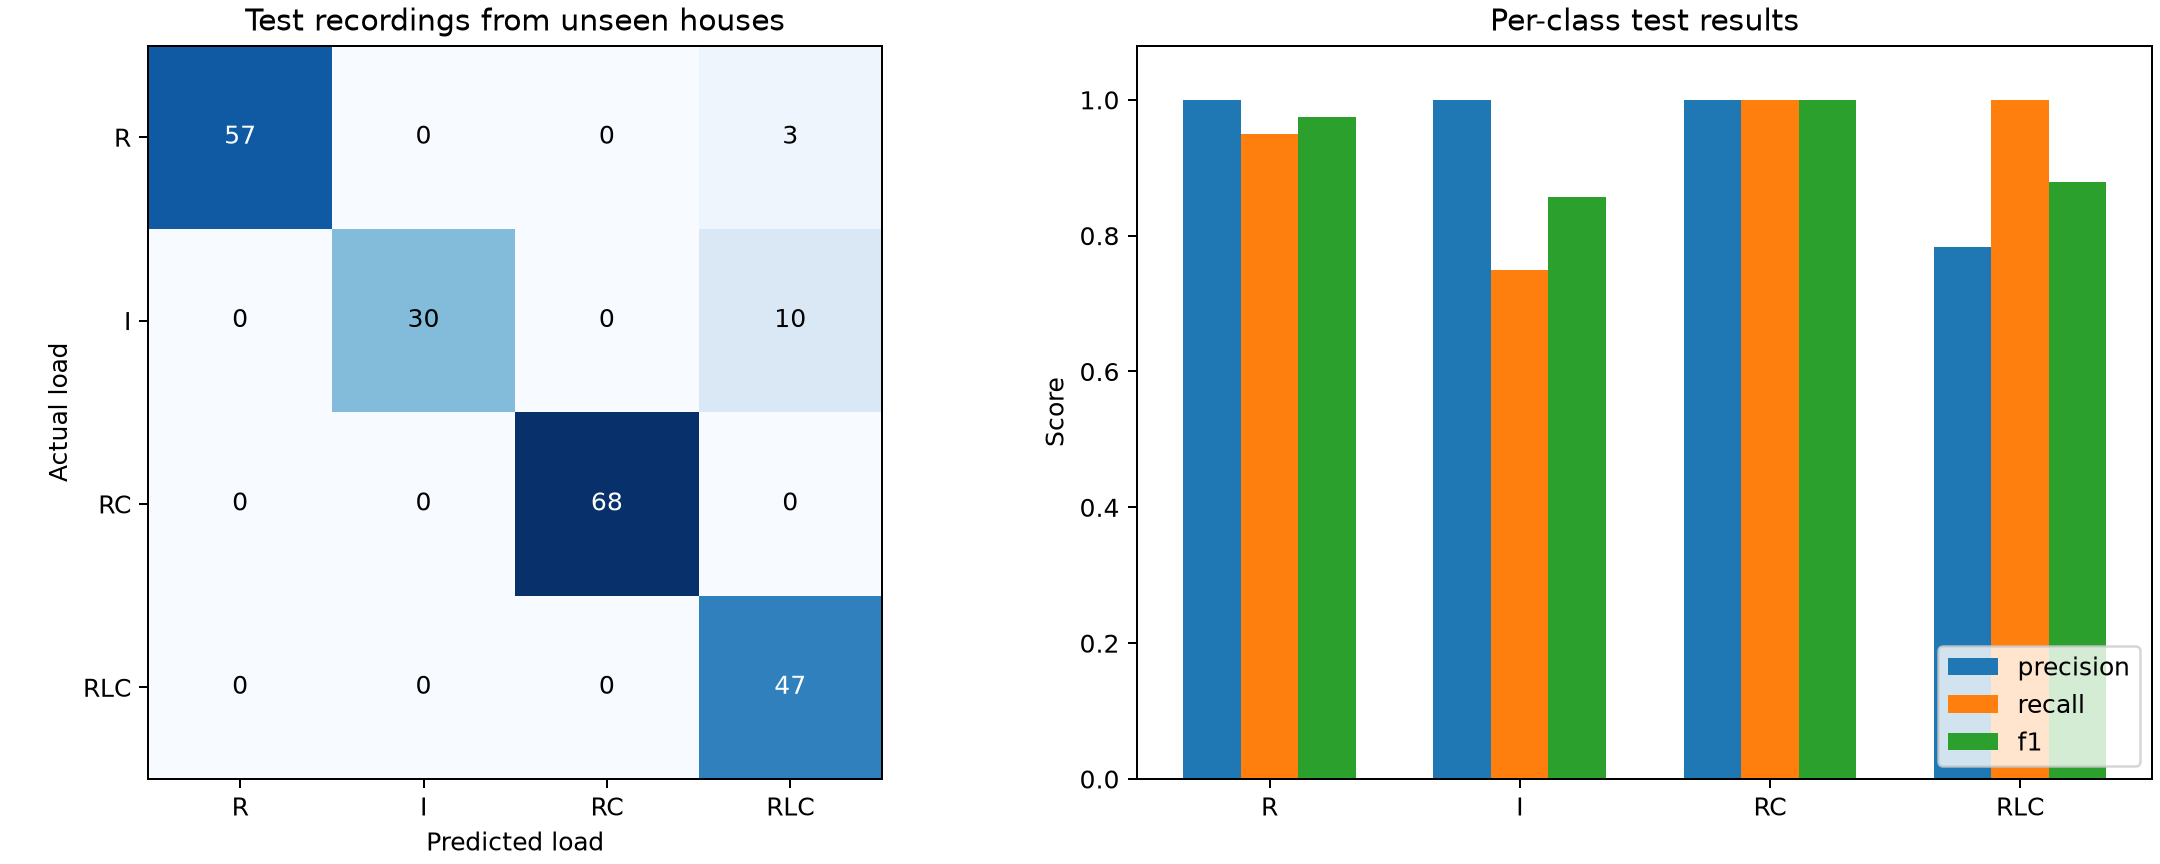 Test recordings from unseen houses
R 57 0 0 3
I 0 30 0 10
RC 0 0 68 0
RLC 0 0 0 47
R I RC RLC
Predicted load
Actual load
Per-class test results
1.0
0.8
0.6
0.4
0.2
0.0
Score
R I RC RLC
precision
recall
f1